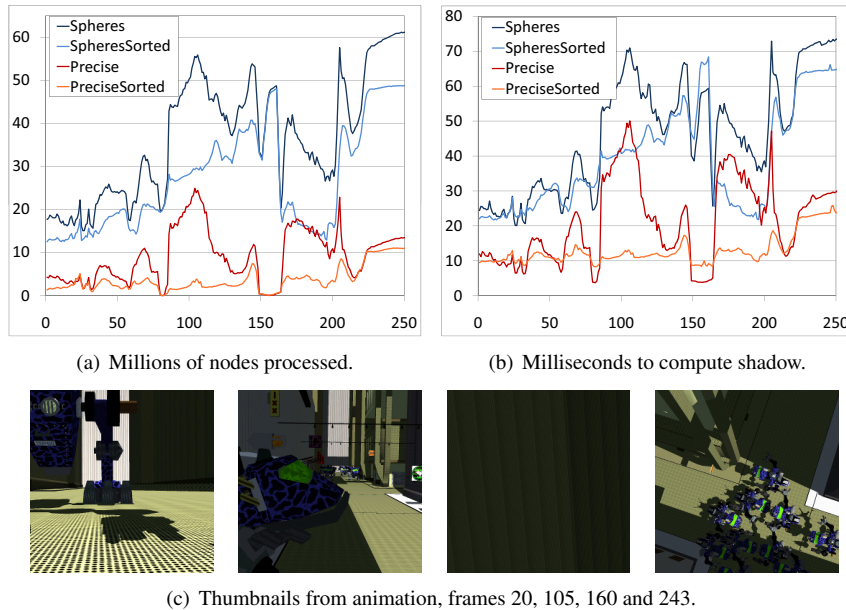 70
60
50
40
30
20
10
0
Spheres
SpheresSorted
Precise
PreciseSorted
0 50 100 150 200 250
80
70
60
50
40
30
20
10
0
Spheres
SpheresSorted
Precise
PreciseSorted
0 50 100 150 200 250
(a) Millions of nodes processed.
(b) Milliseconds to compute shadow.
(c) Thumbnails from animation, frames 20, 105, 160 and 243.